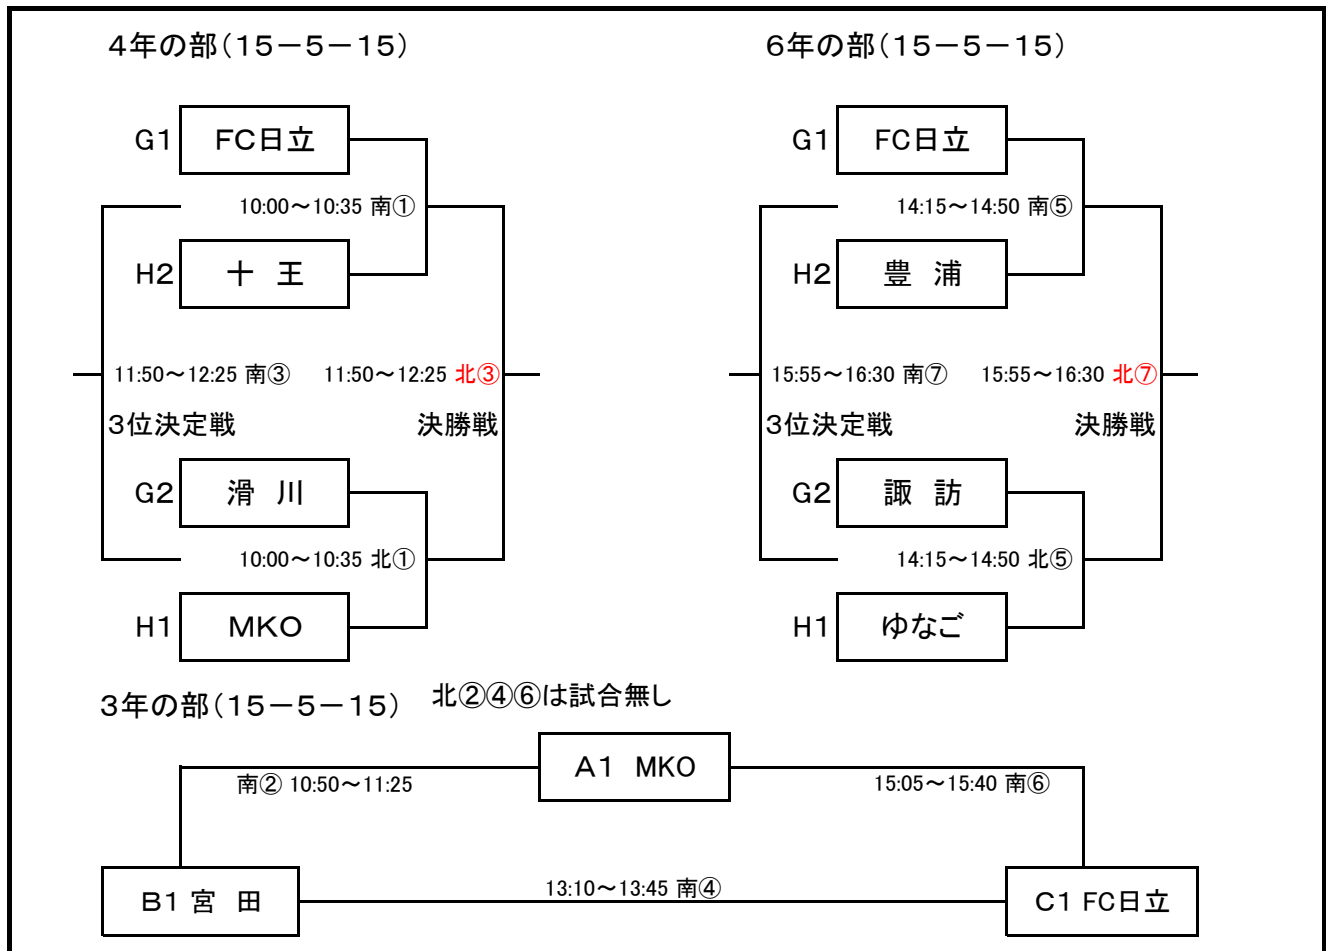 ４年の部（１５－５－１５）
G1 FC日立
10:00～10:35 南①
H2 十　王
11:50～12:25 南③ 11:50～12:25 北③
３位決定戦 決勝戦
G2 滑　川
10:00～10:35 北①
H1 MKO
６年の部（１５－５－１５）
G1 FC日立
14:15～14:50 南⑤
H2 豊　浦
15:55～16:30 南⑦ 15:55～16:30 北⑦
３位決定戦 決勝戦
G2 諏　訪
14:15～14:50 北⑤
H1 ゆなご
３年の部（１５－５－１５） 北②④⑥は試合無し
A1 MKO
南② 10:50～11:25 15:05～15:40 南⑥
B1 宮　田 13:10～13:45 南④ C1 FC日立